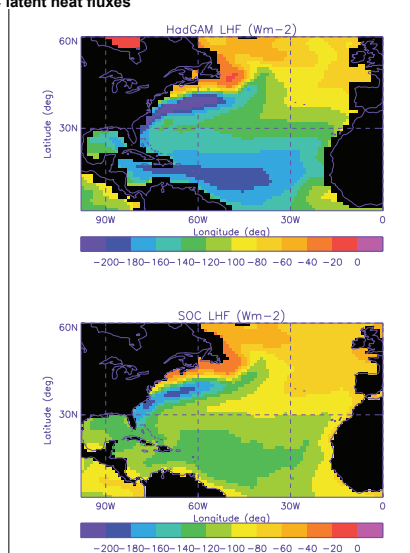 latent heat fluxes
HadGAM LHF (Wm−2)
60N
30N
Latitude (deg)
90W 60W 30W 0
Longitude (deg)
−200−180−160−140−120−100 −80 −60 −40 −20 0
SOC LHF (Wm−2)
60N
30N
Latitude (deg)
90W 60W 30W 0
Longitude (deg)
−200−180−160−140−120−100 −80 −60 −40 −20 0